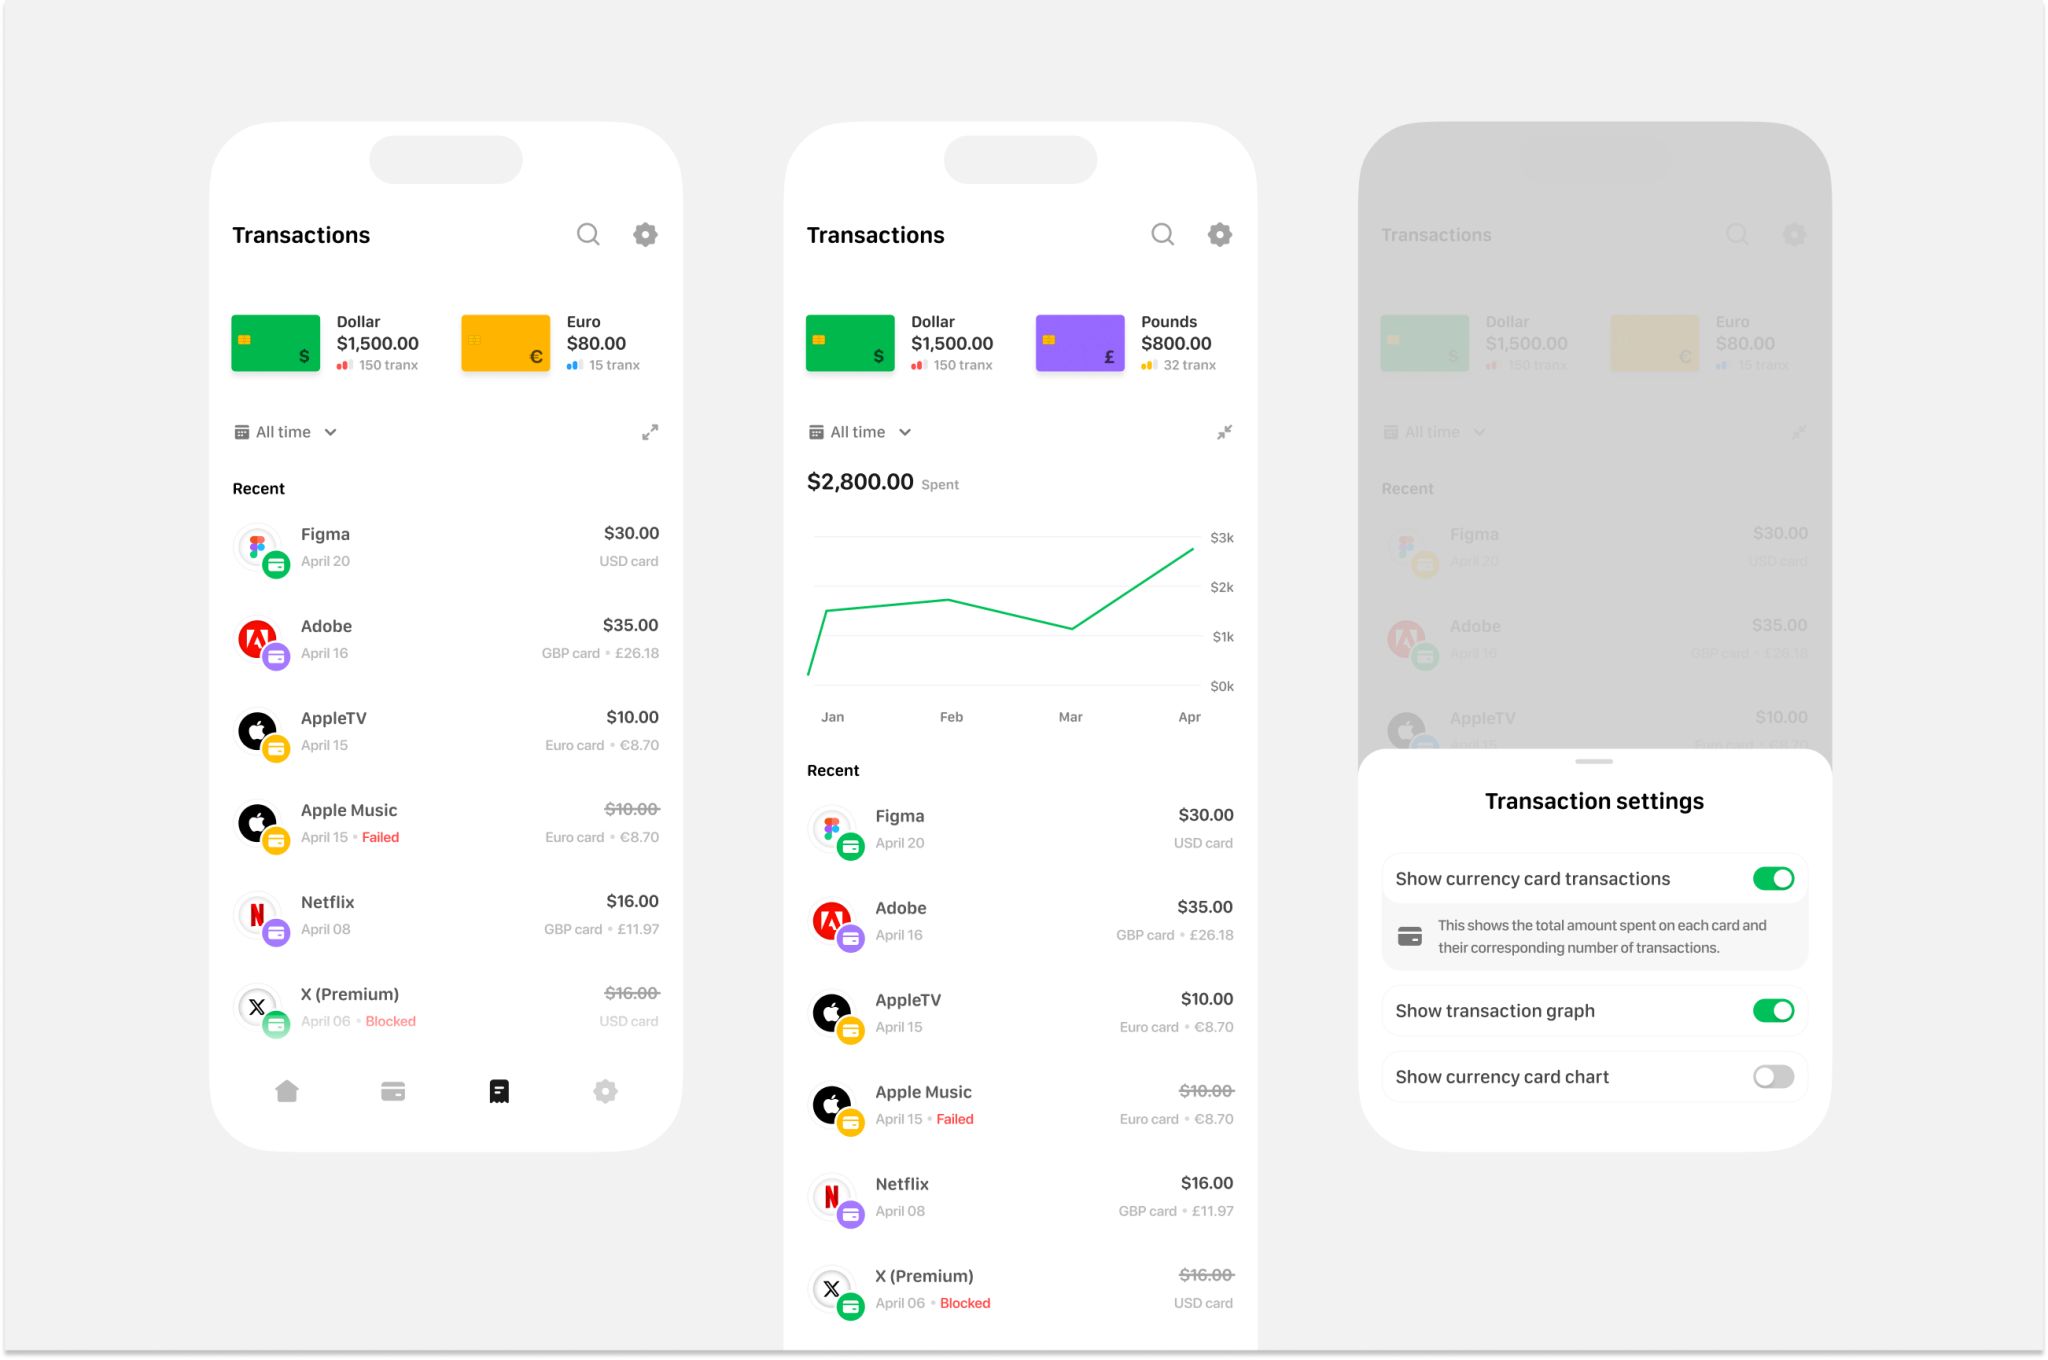 Transactions
Dollar
$1,500.00
150 tranx
$
Euro
$80.00
15 tranx
€
All time
Recent
Figma $30.00
April 20 USD card
Adobe $35.00
April 16 GBP card • £26.18
AppleTV $10.00
April 15 Euro card • €8.70
Apple Music $10.00
April 15 • Failed Euro card • €8.70
Netflix $16.00
April 08 GBP card • £11.97
X (Premium) $16.00
April 06 • Blocked USD card
Transactions
Dollar
$1,500.00
150 tranx
$
Pounds
$800.00
32 tranx
£
All time
$2,800.00 Spent
$3k
$2k
$1k
$0k
Jan Feb Mar Apr
Recent
Figma $30.00
April 20 USD card
Adobe $35.00
April 16 GBP card • £26.18
AppleTV $10.00
April 15 Euro card • €8.70
Apple Music $10.00
April 15 • Failed Euro card • €8.70
Netflix $16.00
April 08 GBP card • £11.97
X (Premium) $16.00
April 06 • Blocked USD card
Transactions
Dollar
$1,500.00
150 tranx
$
Euro
$80.00
15 tranx
€
All time
Recent
Figma $30.00
April 20 USD card
Adobe $35.00
April 16 GBP card • £26.18
AppleTV $10.00
April 15 Euro card • €8.70
Transaction settings
Show currency card transactions
This shows the total amount spent on each card and
their corresponding number of transactions.
Show transaction graph
Show currency card chart